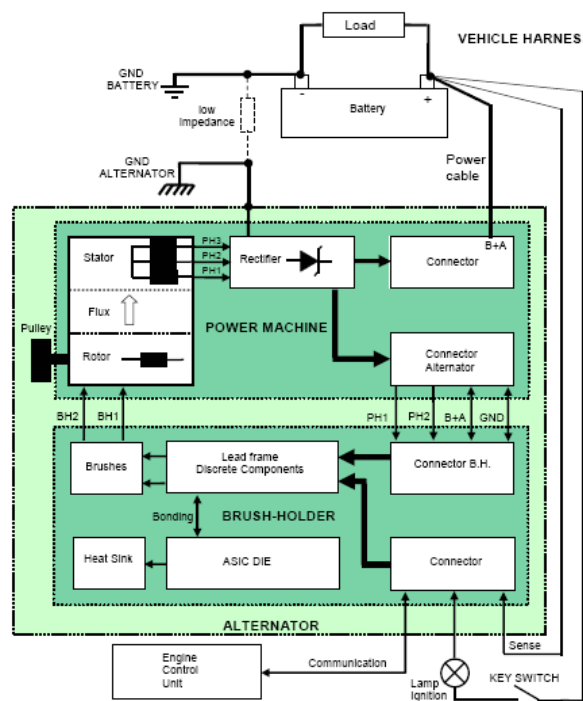 Load
VEHICLE HARNES
GND
BATTERY
-
+
Battery
low
impedance
GND
ALTERNATOR
Power
cable
B+A
Stator
PH3
PH2
PH1
Rectifier
Connector
Flux
POWER MACHINE
Pulley
Rotor
Connector
Alternator
BH2
BH1
PH1
PH2
B+A
GND
Brushes
Lead frame
Discrete Components
Connector B.H.
Bonding
BRUSH-HOLDER
Heat Sink
ASIC DIE
Connector
ALTERNATOR
Sense
Engine
Control
Unit
Communication
Lamp
Ignition
KEY SWITCH